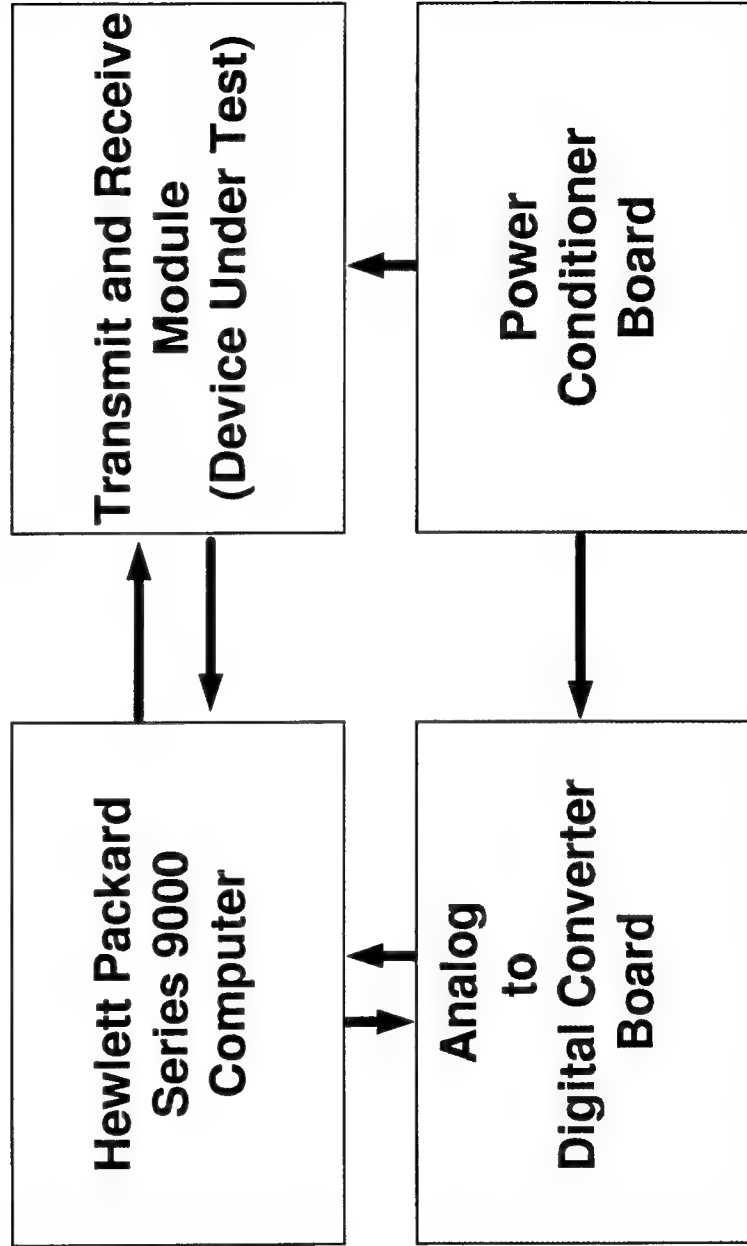 Hewlett Packard
Series 9000
Computer
Transmit and Receive
Module
(Device Under Test)
Analog
to
Digital Converter
Board
Power
Conditioner
Board